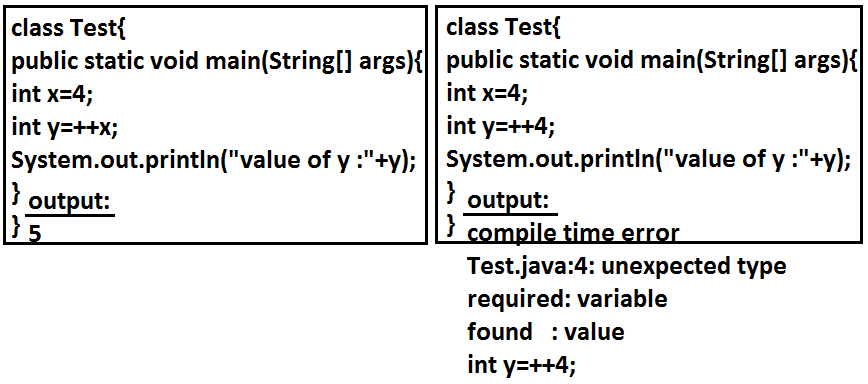 class Test{
public static void main(String[] args){
int x=4;
int y=++x;
System.out.println("value of y :"+y);
}
output:
} 5
class Test{
public static void main(String[] args){
int x=4;
int y=++4;
System.out.println("value of y :"+y);
}
output:
}
compile time error
Test.java:4: unexpected type
required: variable
found   : value
int y=++4;